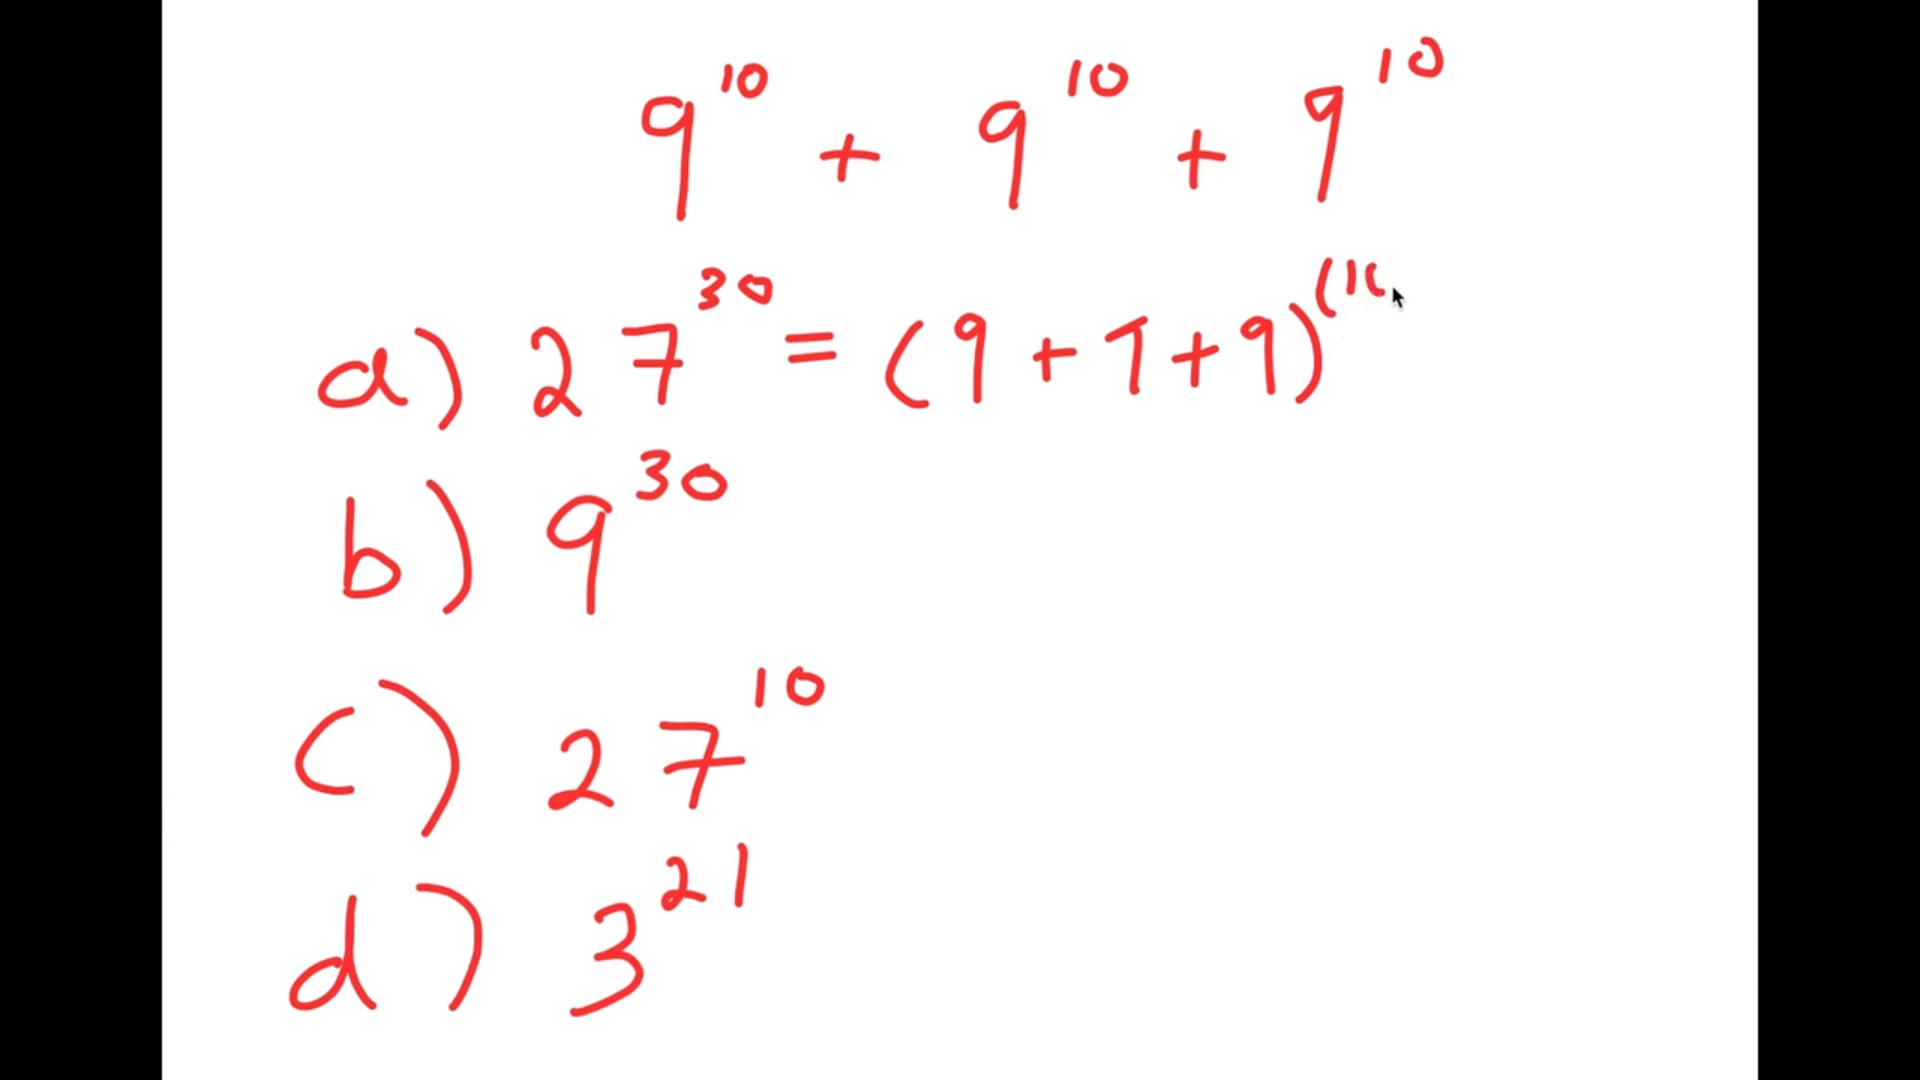 9^10 + 9^10 + 9^10
a) 27^30 = (9+9+9)^(10
b) 9^30
c) 27^10
d) 3^21